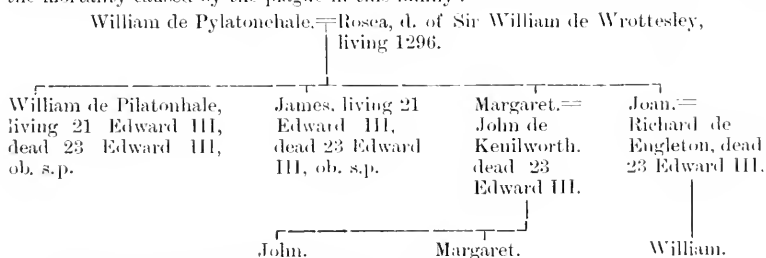 the mortality caused by the plague in this family:
William de Pylatonehale.=Rosea, d. of Sir William de Wrottesley,
living 1296.
William de Pilatonhale,
living 21 Edward III,
dead 23 Edward III,
ob. s.p.
James, living 21
Edward III,
dead 23 Edward
III, ob. s.p.
Margaret.=
John de
Kenilworth.
dead 23
Edward III.
Joan.=
Richard de
Engleton, dead
23 Edward III.
John.
Margaret.
William.